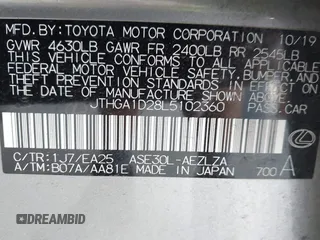 MFD. BY: TOYOTA MOTOR CORPORATION 10/19
GVWR 4630LB GAWR FR 2400LB RR 2545LB
THIS VEHICLE CONFORMS TO ALL APPLICABLE
FEDERAL MOTOR VEHICLE SAFETY,
BUMPER, AND THEFT PREVENTION
STANDARDS IN EFFECT ON THE DATE
OF MANUFACTURE SHOWN ABOVE.
JTHGA1D28L5102360
PASS. CAR
C/TR: 1J7/EA25 ASE30L-AEZLZA
A/TM: B07A/AA81E MADE IN JAPAN 700 A
DREAMBID